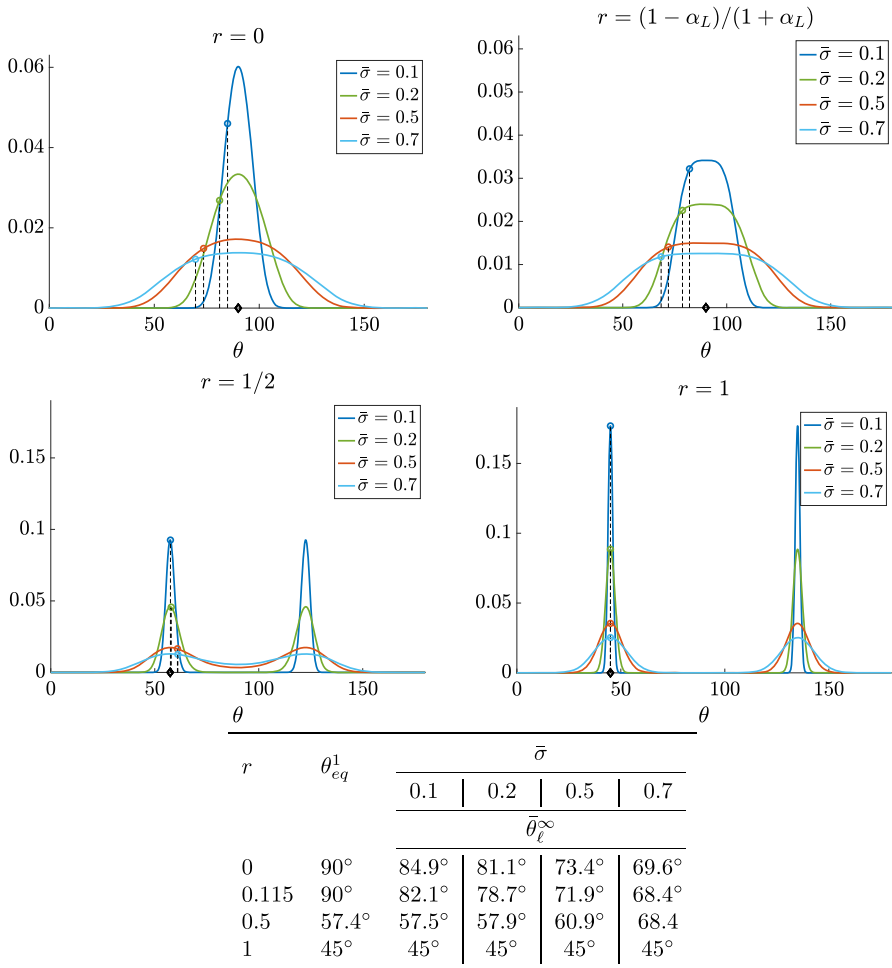 r = 0
σ̄ = 0.1
σ̄ = 0.2
σ̄ = 0.5
σ̄ = 0.7
0.06
0.04
0.02
0
0 50 100 150
θ
r = (1 − α_L)/(1 + α_L)
σ̄ = 0.1
σ̄ = 0.2
σ̄ = 0.5
σ̄ = 0.7
0.06
0.05
0.04
0.03
0.02
0.01
0
0 50 100 150
θ
r = 1/2
σ̄ = 0.1
σ̄ = 0.2
σ̄ = 0.5
σ̄ = 0.7
0.15
0.1
0.05
0
0 50 100 150
θ
r = 1
σ̄ = 0.1
σ̄ = 0.2
σ̄ = 0.5
σ̄ = 0.7
0.15
0.1
0.05
0
0 50 100 150
θ
r θ¹_eq σ̄
0.1 0.2 0.5 0.7
θ̄_ℓ^∞
0 90° 84.9° 81.1° 73.4° 69.6°
0.115 90° 82.1° 78.7° 71.9° 68.4°
0.5 57.4° 57.5° 57.9° 60.9° 68.4
1 45° 45° 45° 45° 45°